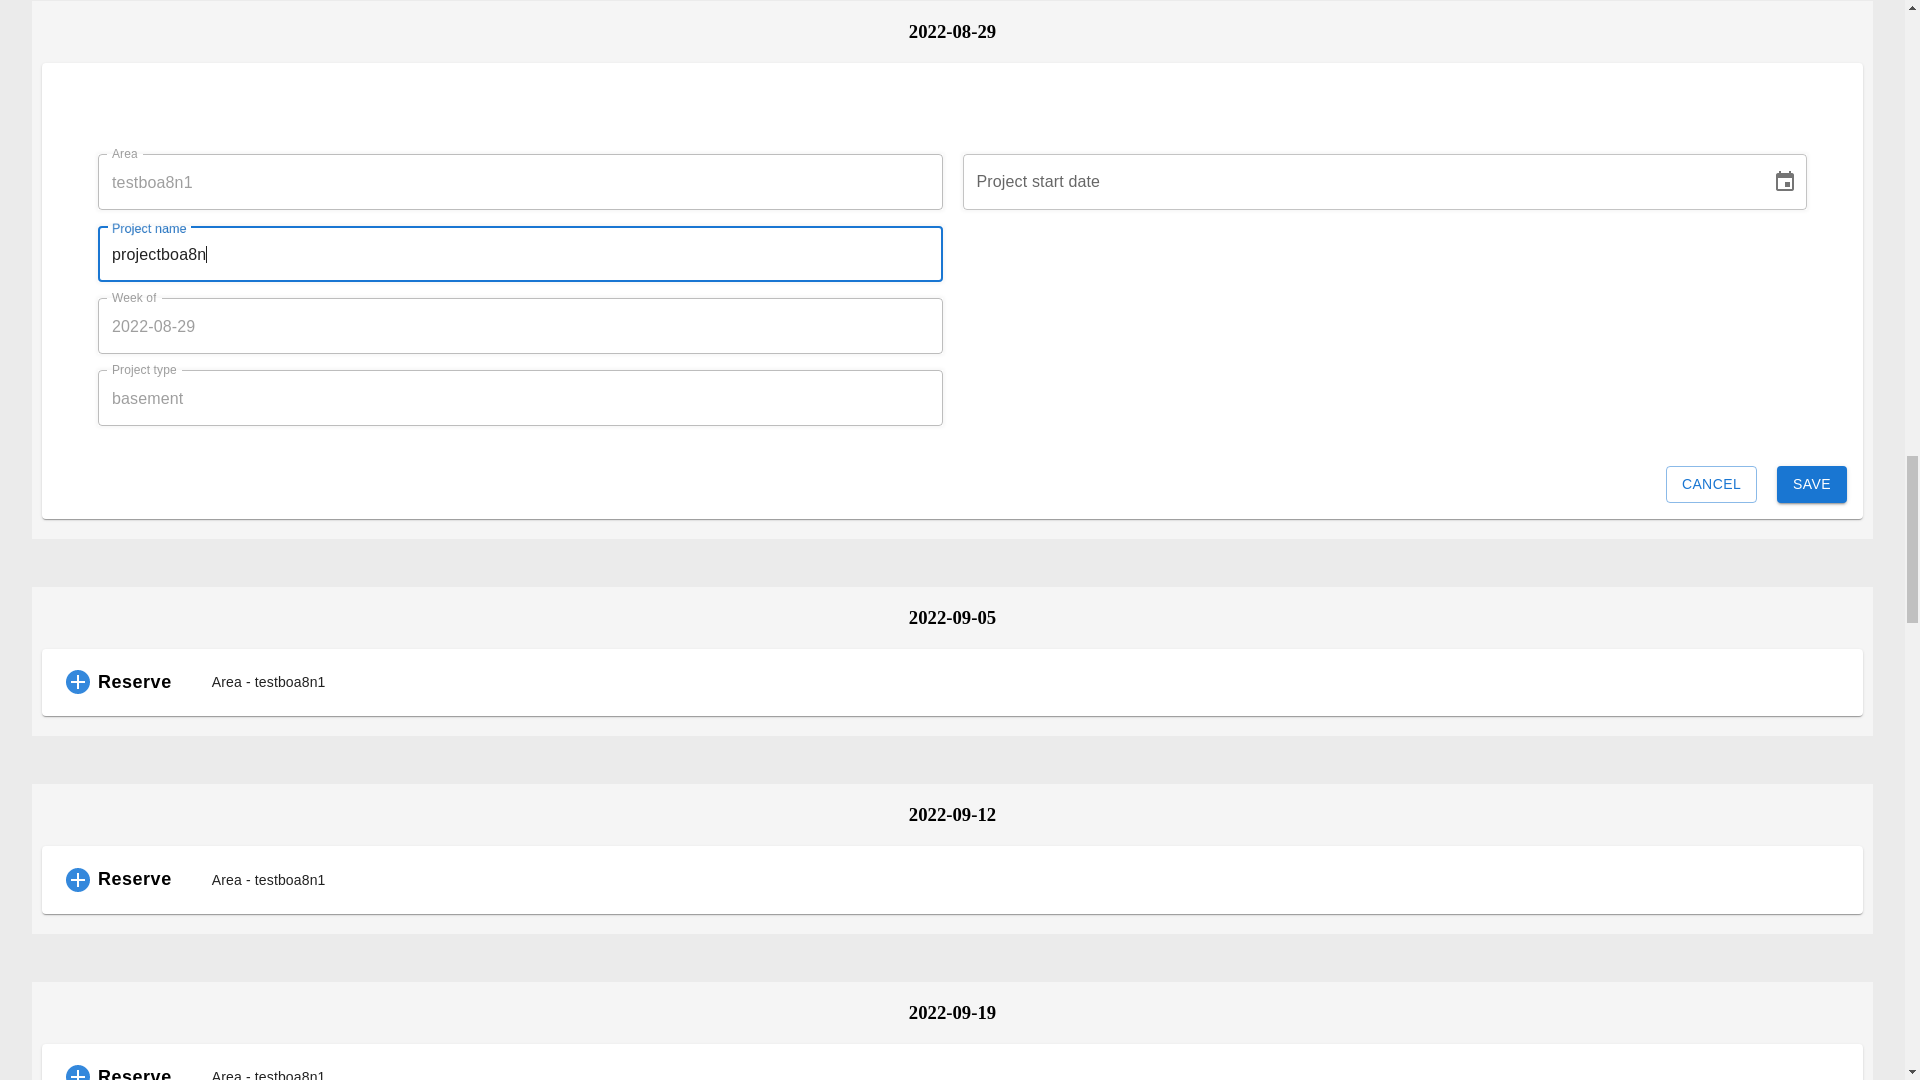 2022-08-29
Area
testboa8n1
Project start date
Project name
projectboa8n
Week of
2022-08-29
Project type
basement
CANCEL
SAVE
2022-09-05
Reserve
Area - testboa8n1
2022-09-12
Reserve
Area - testboa8n1
2022-09-19
Reserve
Area - testboa8n1